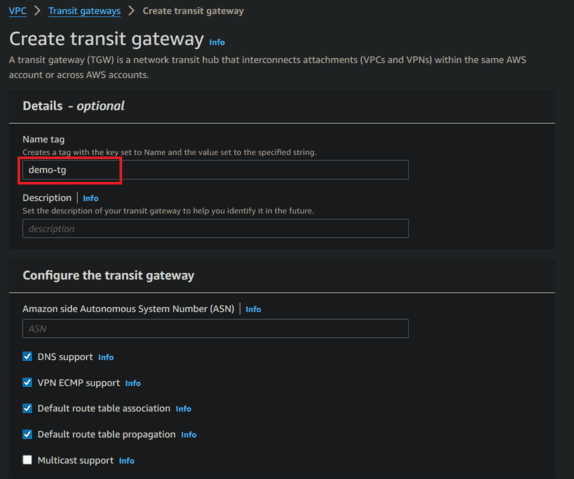 VPC > Transit gateways > Create transit gateway
Create transit gateway Info
A transit gateway (TGW) is a network transit hub that interconnects attachments (VPCs and VPNs) within the same AWS
account or across AWS accounts.
Details - optional
Name tag
Creates a tag with the key set to Name and the value set to the specified string.
demo-tg
Description | Info
Set the description of your transit gateway to help you identify it in the future.
description
Configure the transit gateway
Amazon side Autonomous System Number (ASN) | Info
ASN
DNS support Info
VPN ECMP support Info
Default route table association Info
Default route table propagation Info
Multicast support Info